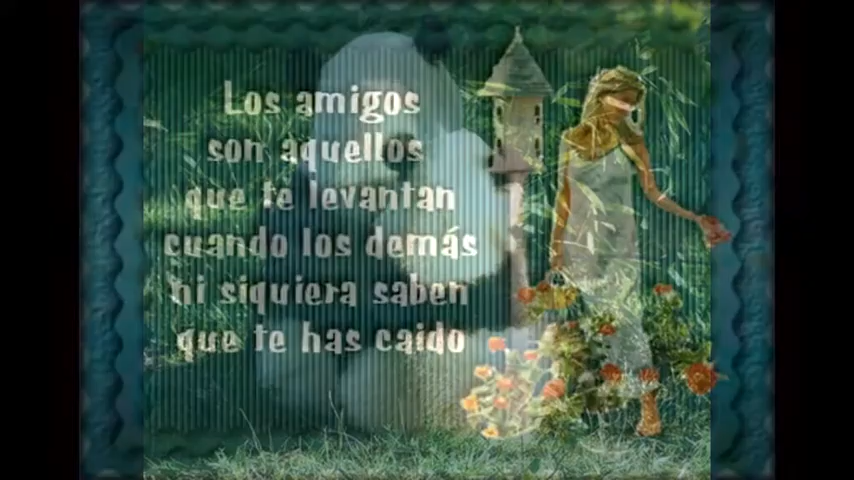 Los amigos
son aquellos
que te levantan
cuando los demás
ni siquiera saben
que te has caido